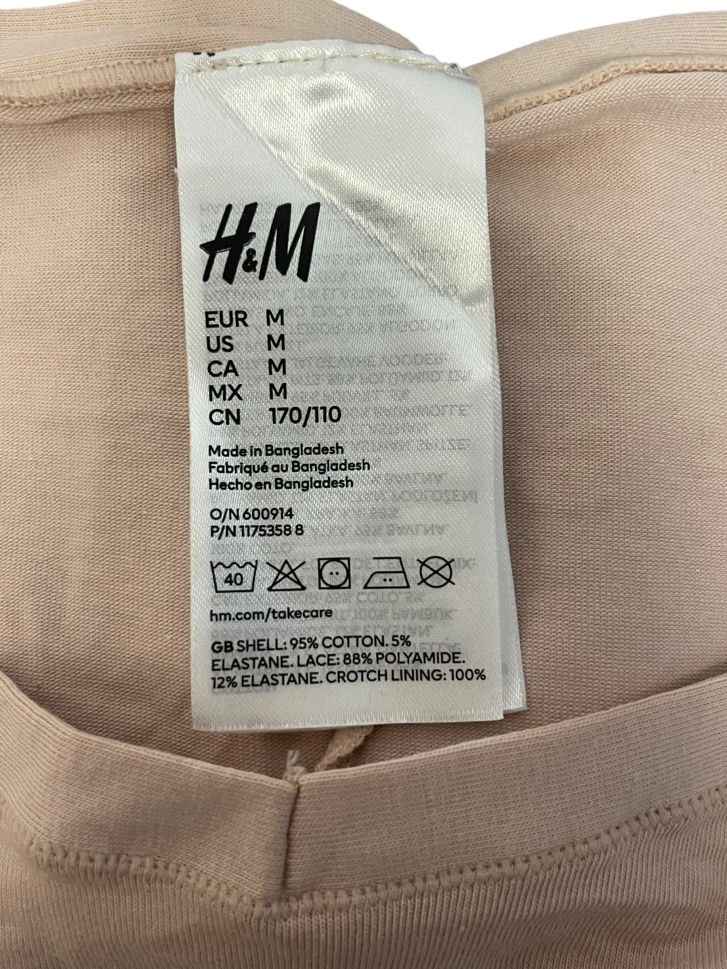 H&M
EUR M
US M
CA M
MX M
CN 170/110
Made in Bangladesh
Fabriqué au Bangladesh
Hecho en Bangladesh
O/N 600914
P/N 1175358 8
40
hm.com/takecare
GB SHELL: 95% COTTON. 5%
ELASTANE. LACE: 88% POLYAMIDE.
12% ELASTANE. CROTCH LINING: 100%